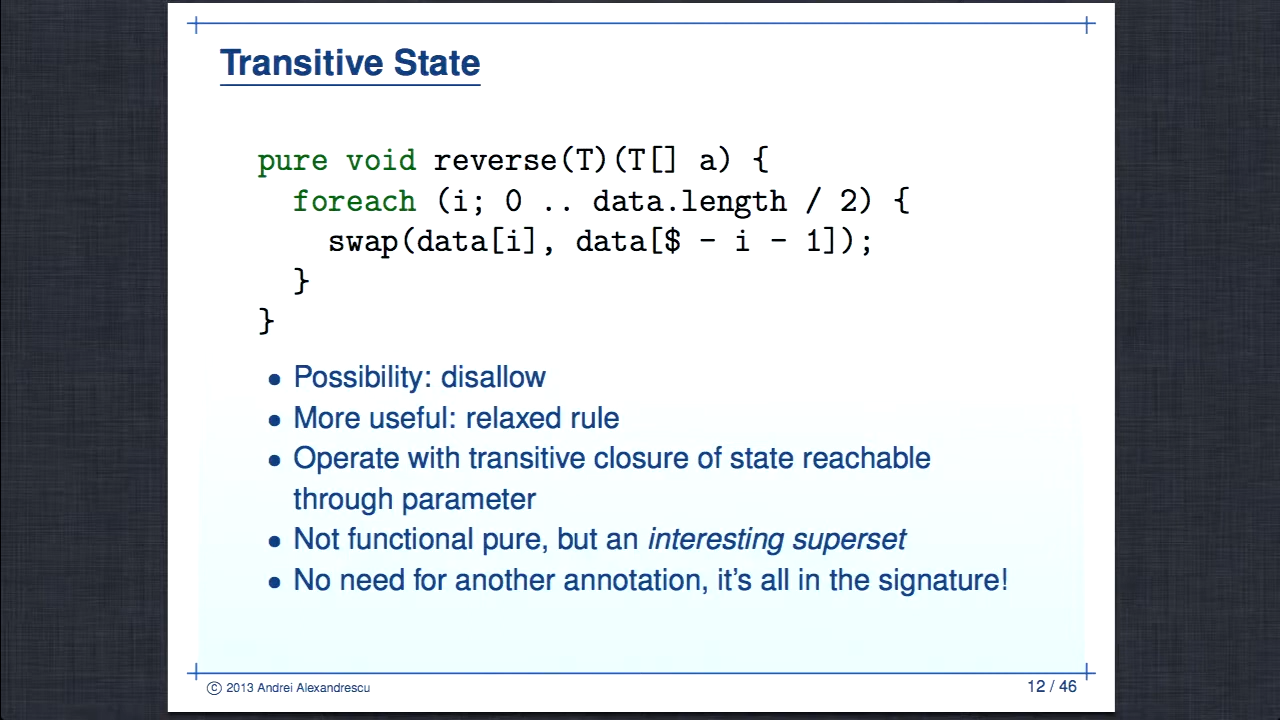 Transitive State
pure void reverse(T)(T[] a) {
foreach (i; 0 .. data.length / 2) {
swap(data[i], data[$ - i - 1]);
}
}
• Possibility: disallow
• More useful: relaxed rule
• Operate with transitive closure of state reachable
through parameter
• Not functional pure, but an interesting superset
• No need for another annotation, it's all in the signature!
© 2013 Andrei Alexandrescu
12 / 46